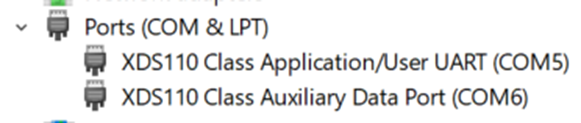 Ports (COM & LPT)
XDS110 Class Application/User UART (COM5)
XDS110 Class Auxiliary Data Port (COM6)